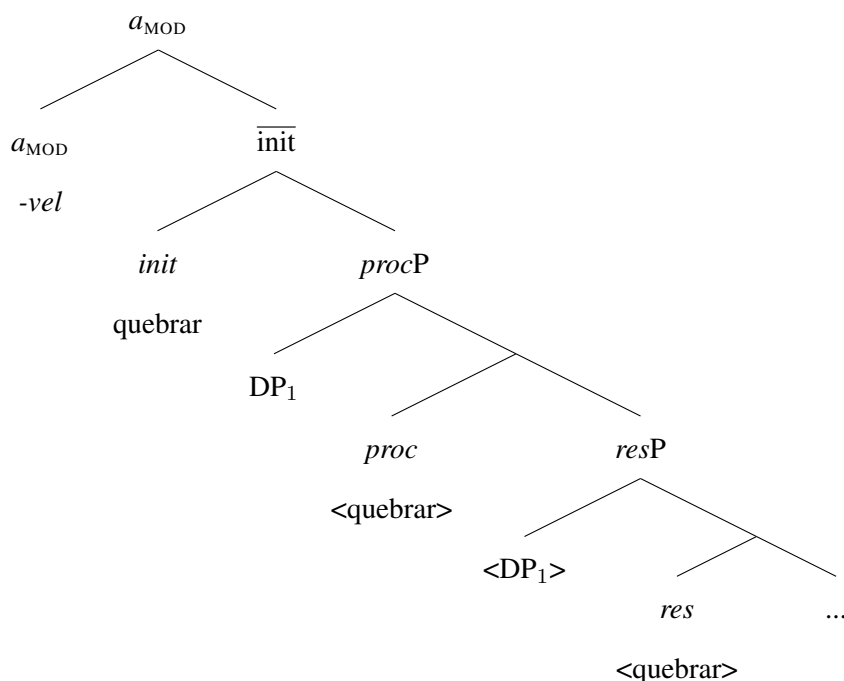 a_MOD
a_MOD init̅
-vel
init procP
quebrar
DP₁
proc resP
<quebrar>
<DP₁>
res ...
<quebrar>